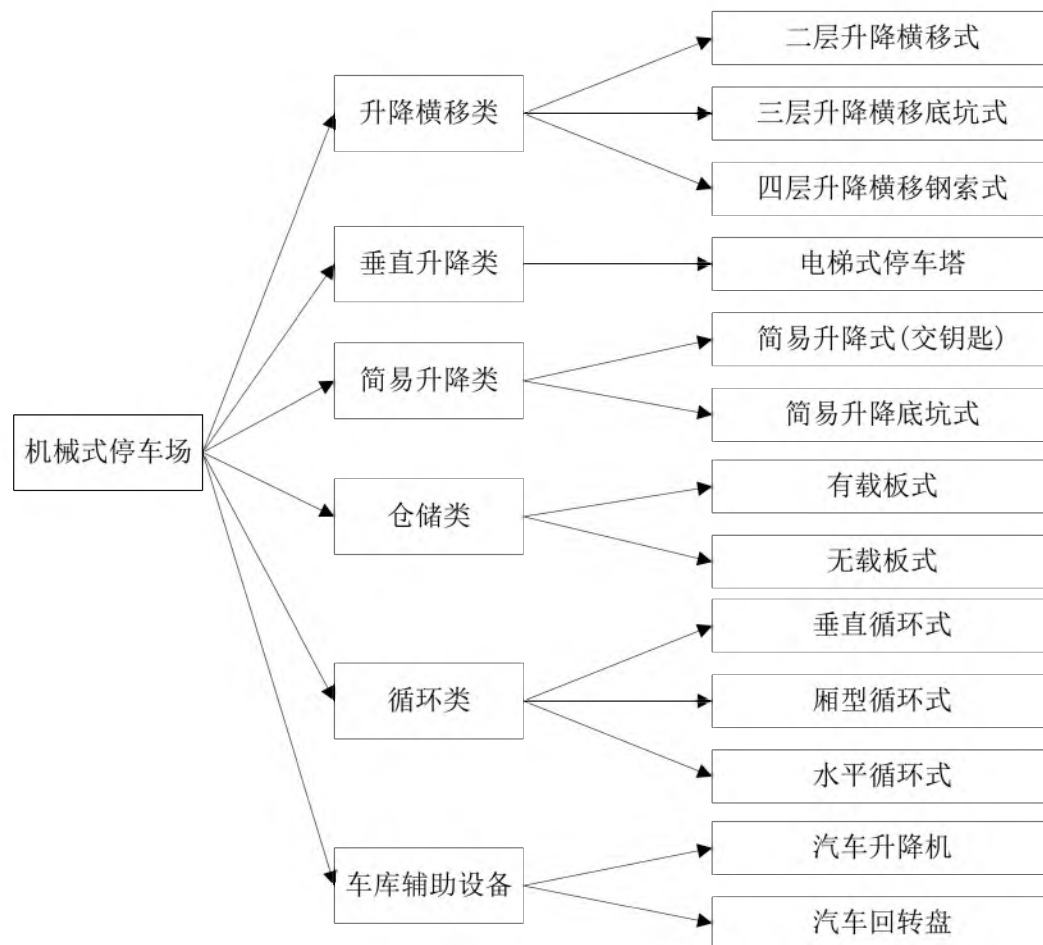 机械式停车场
升降横移类
二层升降横移式
三层升降横移底坑式
四层升降横移钢索式
垂直升降类
电梯式停车塔
简易升降类
简易升降式(交钥匙)
简易升降底坑式
仓储类
有载板式
无载板式
循环类
垂直循环式
厢型循环式
水平循环式
车库辅助设备
汽车升降机
汽车回转盘